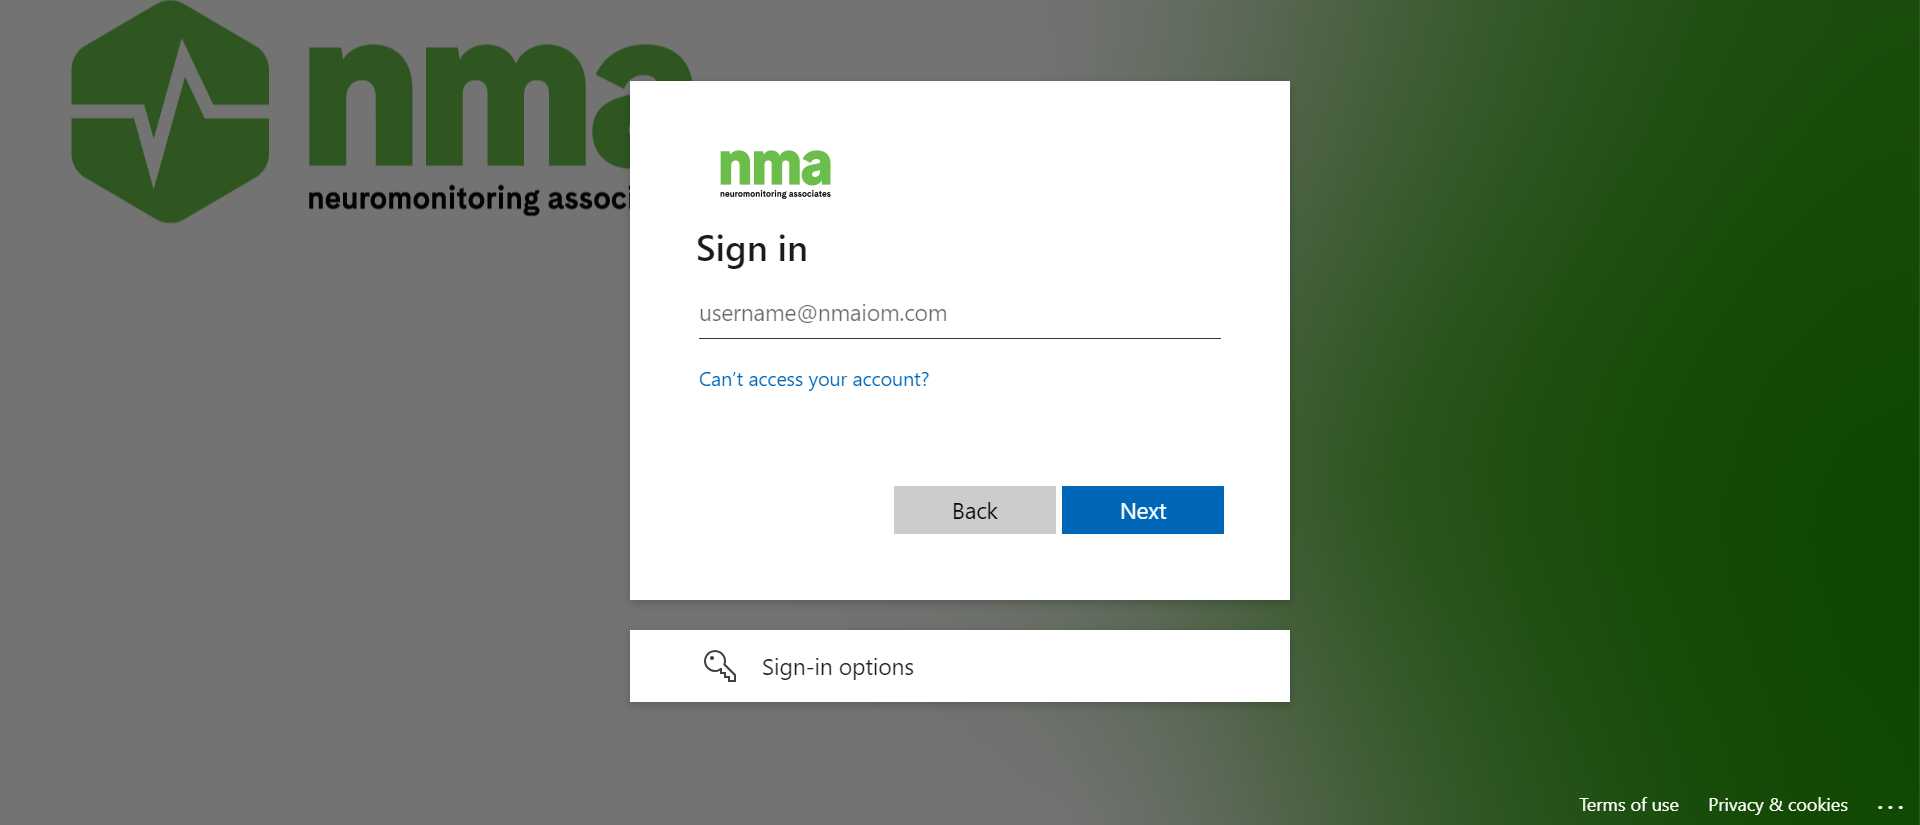 nma
neuromonitoring associ
nma
neuromonitoring associates
Sign in
username@nmaiom.com
Can't access your account?
Back
Next
Sign-in options
Terms of use
Privacy & cookies
...